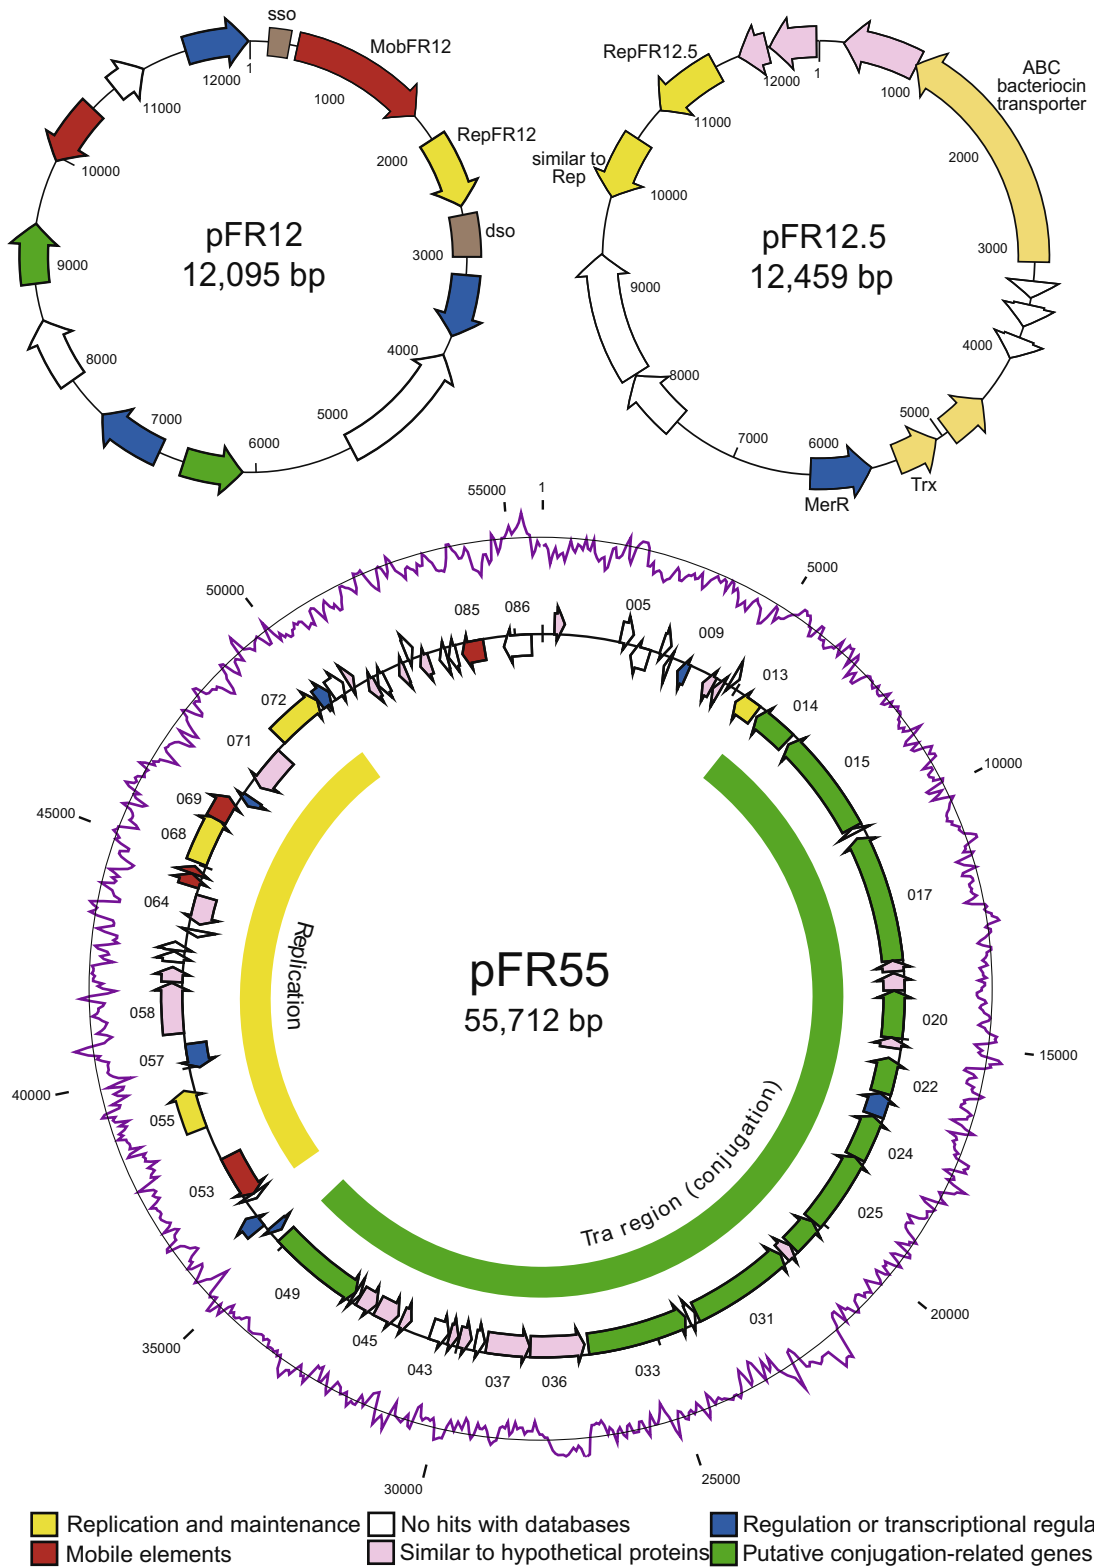 sso
MobFR12
12000
1
1000
11000
RepFR12
2000
10000
pFR12
12,095 bp
dso
3000
9000
4000
8000
5000
7000
6000
RepFR12.5
12000
1
1000
ABC
bacteriocin
transporter
11000
2000
similar to
Rep
10000
pFR12.5
12,459 bp
3000
9000
4000
8000
5000
7000
6000
MerR
Trx
55000
1
5000
50000
085
086
005
009
013
072
014
071
015
10000
069
45000
068
017
064
Replication
pFR55
55,712 bp
058
020
057
15000
022
40000
055
024
053
Tra region (conjugation)
025
049
20000
031
35000
045
033
043
037
036
25000
30000
Replication and maintenance
No hits with databases
Regulation or transcriptional regula
Mobile elements
Similar to hypothetical proteins
Putative conjugation-related genes